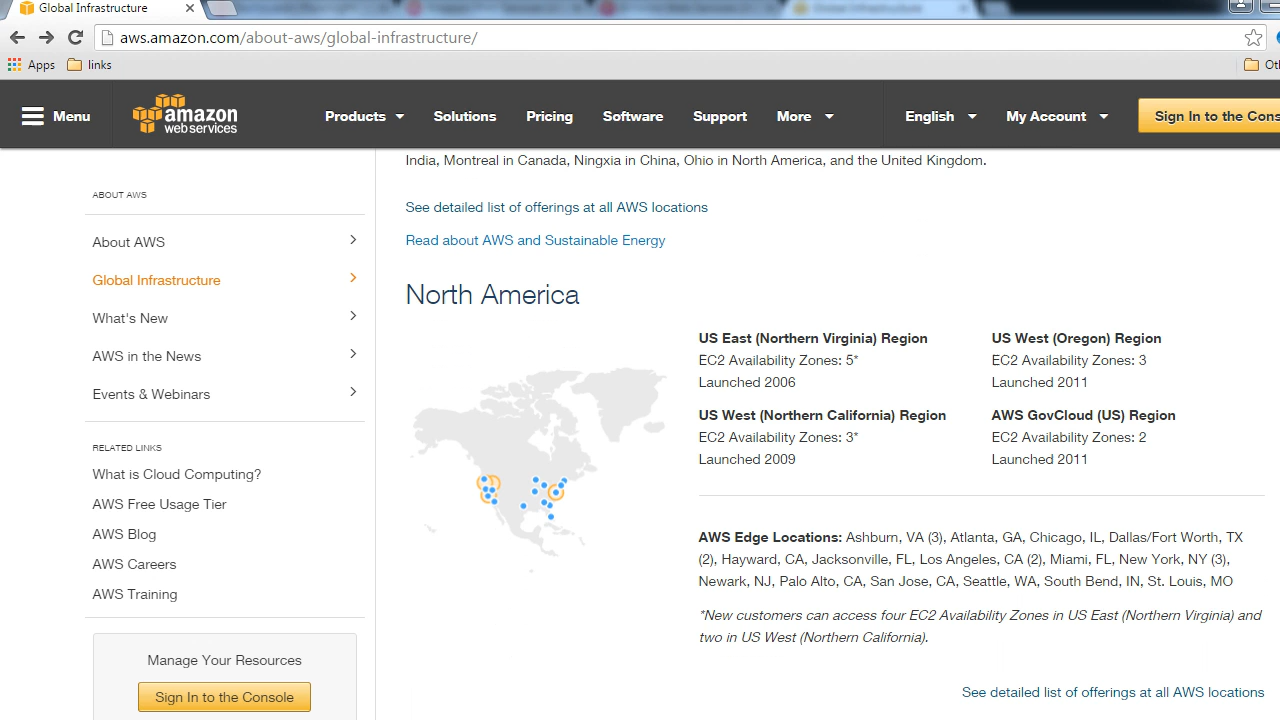 Global Infrastructure
aws.amazon.com/about-aws/global-infrastructure/
Apps
links
Menu
amazon
webservices
Products
Solutions
Pricing
Software
Support
More
English
My Account
Sign In to the Cons
ABOUT AWS
About AWS
Global Infrastructure
What's New
AWS in the News
Events & Webinars
RELATED LINKS
What is Cloud Computing?
AWS Free Usage Tier
AWS Blog
AWS Careers
AWS Training
Manage Your Resources
Sign In to the Console
India, Montreal in Canada, Ningxia in China, Ohio in North America, and the United Kingdom.
See detailed list of offerings at all AWS locations
Read about AWS and Sustainable Energy
North America
US East (Northern Virginia) Region
EC2 Availability Zones: 5*
Launched 2006
US West (Northern California) Region
EC2 Availability Zones: 3*
Launched 2009
US West (Oregon) Region
EC2 Availability Zones: 3
Launched 2011
AWS GovCloud (US) Region
EC2 Availability Zones: 2
Launched 2011
AWS Edge Locations: Ashburn, VA (3), Atlanta, GA, Chicago, IL, Dallas/Fort Worth, TX
(2), Hayward, CA, Jacksonville, FL, Los Angeles, CA (2), Miami, FL, New York, NY (3),
Newark, NJ, Palo Alto, CA, San Jose, CA, Seattle, WA, South Bend, IN, St. Louis, MO
*New customers can access four EC2 Availability Zones in US East (Northern Virginia) and
two in US West (Northern California).
See detailed list of offerings at all AWS locations